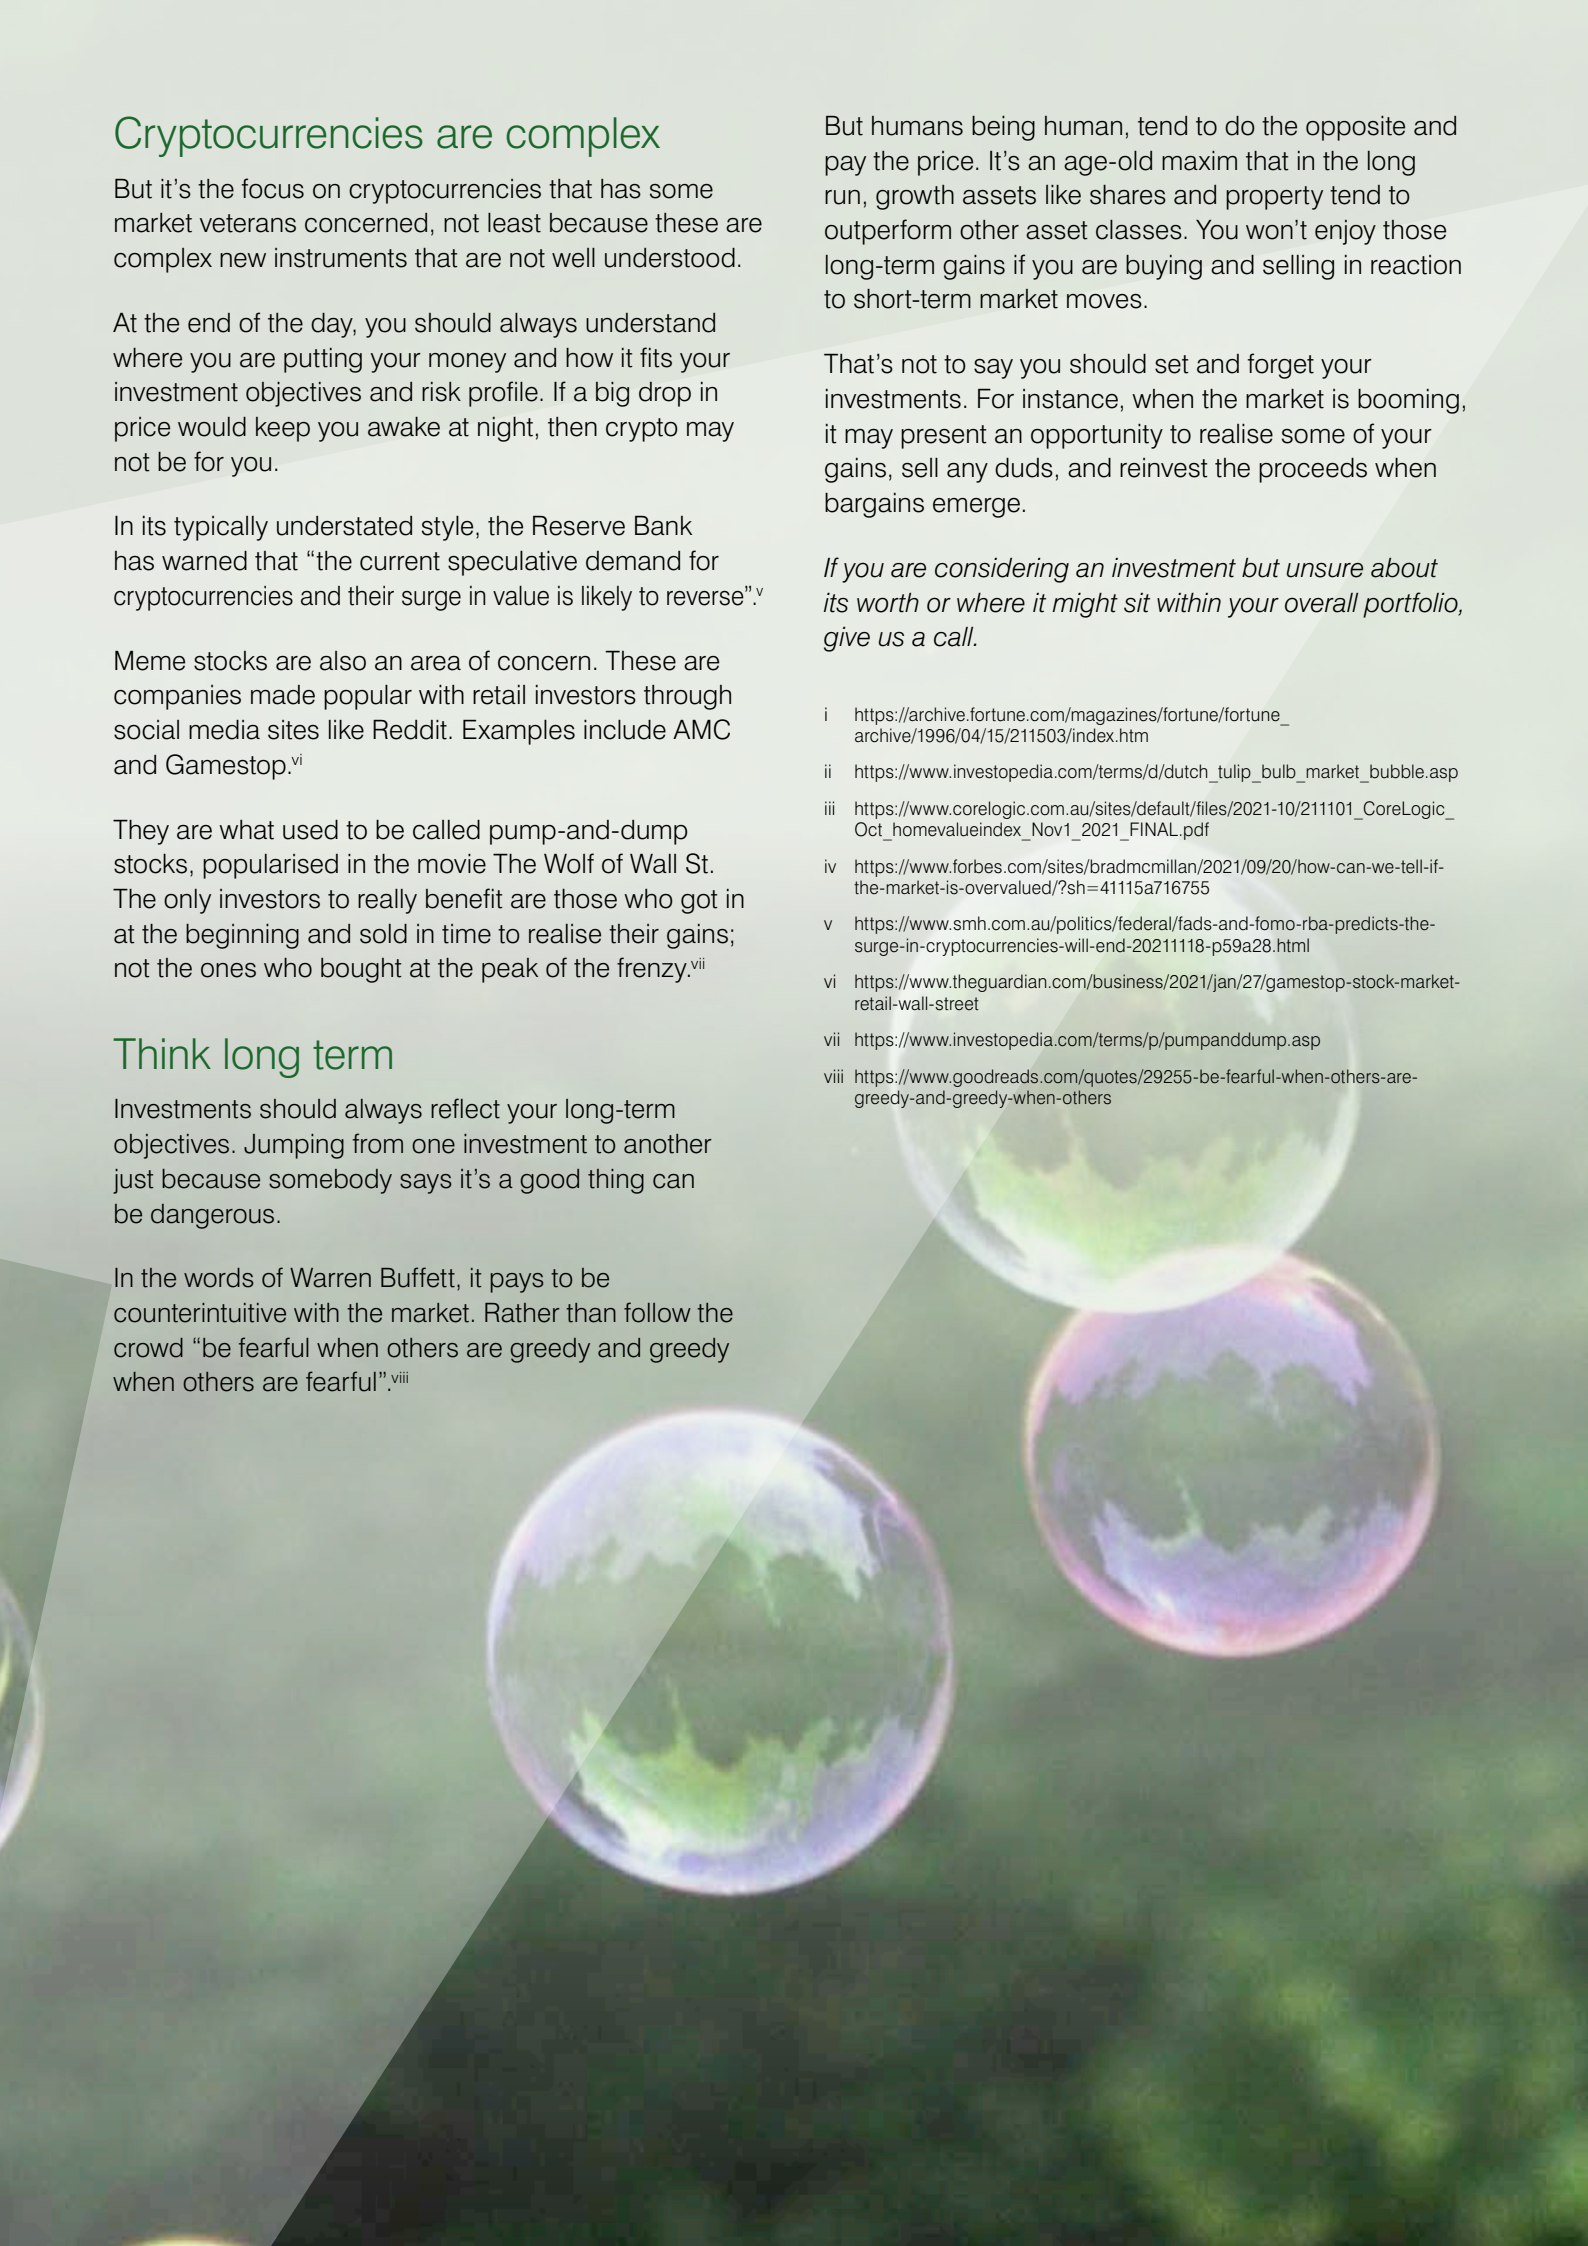 Cryptocurrencies are complex
But it’s the focus on cryptocurrencies that has some
market veterans concerned, not least because these are
complex new instruments that are not well understood.
At the end of the day, you should always understand
where you are putting your money and how it fits your
investment objectives and risk profile. If a big drop in
price would keep you awake at night, then crypto may
not be for you.
In its typically understated style, the Reserve Bank
has warned that “the current speculative demand for
cryptocurrencies and their surge in value is likely to reverse”.v
Meme stocks are also an area of concern. These are
companies made popular with retail investors through
social media sites like Reddit. Examples include AMC
and Gamestop.vi
They are what used to be called pump-and-dump
stocks, popularised in the movie The Wolf of Wall St.
The only investors to really benefit are those who got in
at the beginning and sold in time to realise their gains;
not the ones who bought at the peak of the frenzy.vii
Think long term
Investments should always reflect your long-term
objectives. Jumping from one investment to another
just because somebody says it’s a good thing can
be dangerous.
In the words of Warren Buffett, it pays to be
counterintuitive with the market. Rather than follow the
crowd “be fearful when others are greedy and greedy
when others are fearful”.viii
But humans being human, tend to do the opposite and
pay the price. It’s an age-old maxim that in the long
run, growth assets like shares and property tend to
outperform other asset classes. You won’t enjoy those
long-term gains if you are buying and selling in reaction
to short-term market moves.
That’s not to say you should set and forget your
investments. For instance, when the market is booming,
it may present an opportunity to realise some of your
gains, sell any duds, and reinvest the proceeds when
bargains emerge.
If you are considering an investment but unsure about
its worth or where it might sit within your overall portfolio,
give us a call.
i https://archive.fortune.com/magazines/fortune/fortune_
archive/1996/04/15/211503/index.htm
ii https://www.investopedia.com/terms/d/dutch_tulip_bulb_market_bubble.asp
iii https://www.corelogic.com.au/sites/default/files/2021-10/211101_CoreLogic_
Oct_homevalueindex_Nov1_2021_FINAL.pdf
iv https://www.forbes.com/sites/bradmcmillan/2021/09/20/how-can-we-tell-if-
the-market-is-overvalued/?sh=41115a716755
v https://www.smh.com.au/politics/federal/fads-and-fomo-rba-predicts-the-
surge-in-cryptocurrencies-will-end-20211118-p59a28.html
vi https://www.theguardian.com/business/2021/jan/27/gamestop-stock-market-
retail-wall-street
vii https://www.investopedia.com/terms/p/pumpanddump.asp
viii https://www.goodreads.com/quotes/29255-be-fearful-when-others-are-
greedy-and-greedy-when-others